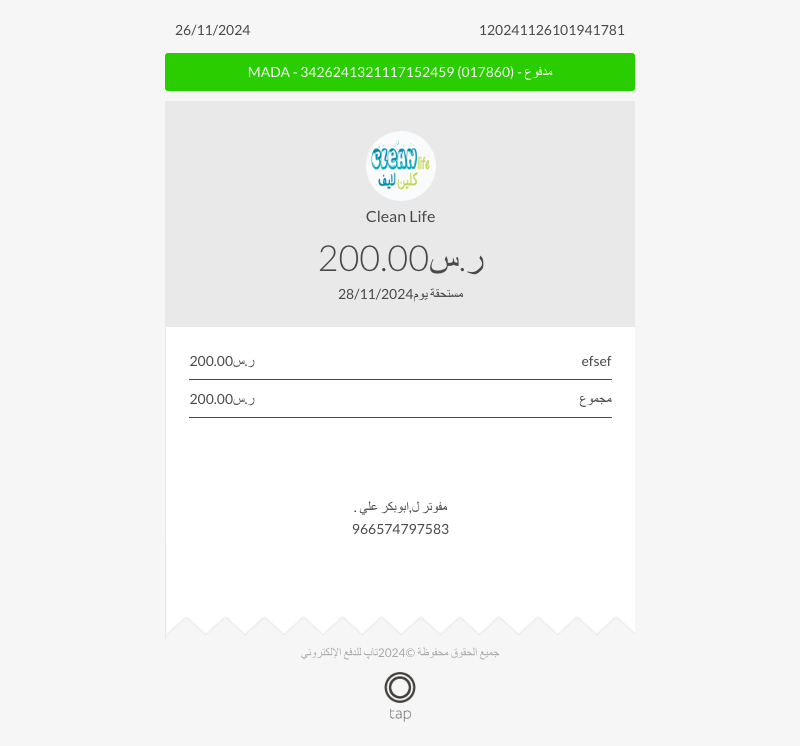 26/11/2024
120241126101941781
مدفوع - MADA - 3426241321117152459 (017860)
CLEAN life
كلين لايف
Clean Life
ر.س200.00
مستحقة يوم28/11/2024
efsef ر.س200.00
مجموع ر.س200.00
مفوتر ل,ابوبكر علي .
966574797583
جميع الحقوق محفوظة ©2024تاپ للدفع الإلكتروني
tap